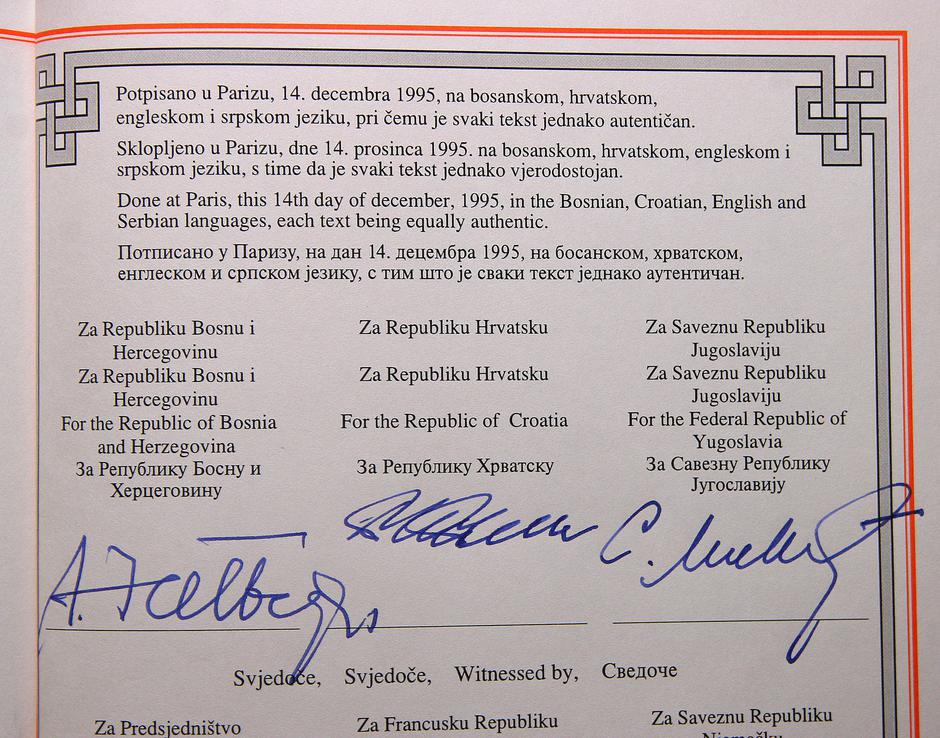 Potpisano u Parizu, 14. decembra 1995, na bosanskom, hrvatskom,
engleskom i srpskom jeziku, pri čemu je svaki tekst jednako autentičan.
Sklopljeno u Parizu, dne 14. prosinca 1995. na bosanskom, hrvatskom, engleskom i
srpskom jeziku, s time da je svaki tekst jednako vjerodostojan.
Done at Paris, this 14th day of december, 1995, in the Bosnian, Croatian, English and
Serbian languages, each text being equally authentic.
Потписано у Паризу, на дан 14. децембра 1995, на босанском, хрватском,
енглеском и српском језику, с тим што је сваки текст једнако аутентичан.
Za Republiku Bosnu i
Hercegovinu
Za Republiku Bosnu i
Hercegovinu
For the Republic of Bosnia
and Herzegovina
За Републику Босну и
Херцеговину
Za Republiku Hrvatsku
Za Republiku Hrvatsku
For the Republic of Croatia
За Републику Хрватску
Za Saveznu Republiku
Jugoslaviju
Za Saveznu Republiku
Jugoslaviju
For the Federal Republic of
Yugoslavia
За Савезну Републику
Југославију
Svjedoče, Svjedoče, Witnessed by, Сведоче
Za Predsjedništvo
Za Francusku Republiku
Za Saveznu Republiku
Njemačku